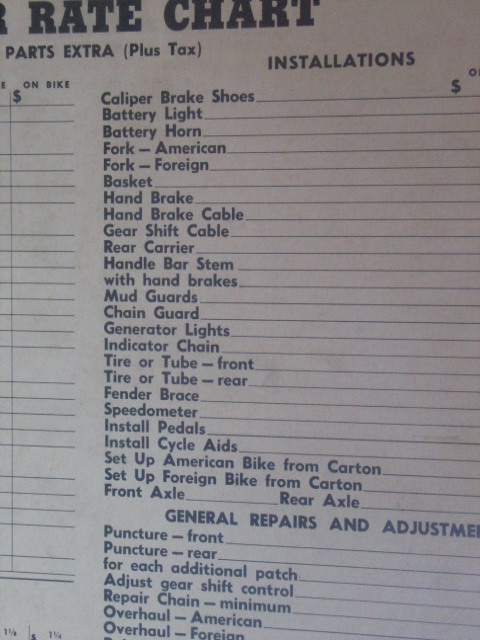 R RATE CHART
PARTS EXTRA (Plus Tax)
INSTALLATIONS
E ON BIKE
$
$
Caliper Brake Shoes
Battery Light
Battery Horn
Fork — American
Fork — Foreign
Basket
Hand Brake
Hand Brake Cable
Gear Shift Cable
Rear Carrier
Handle Bar Stem
with hand brakes
Mud Guards
Chain Guard
Generator Lights
Indicator Chain
Tire or Tube — front
Tire or Tube — rear
Fender Brace
Speedometer
Install Pedals
Install Cycle Aids
Set Up American Bike from Carton
Set Up Foreign Bike from Carton
Front Axle Rear Axle
GENERAL REPAIRS AND ADJUSTME
Puncture — front
Puncture — rear
for each additional patch
Adjust gear shift control
Repair Chain — minimum
Overhaul — American
Overhaul — Foreign
1¼ $ 1¼